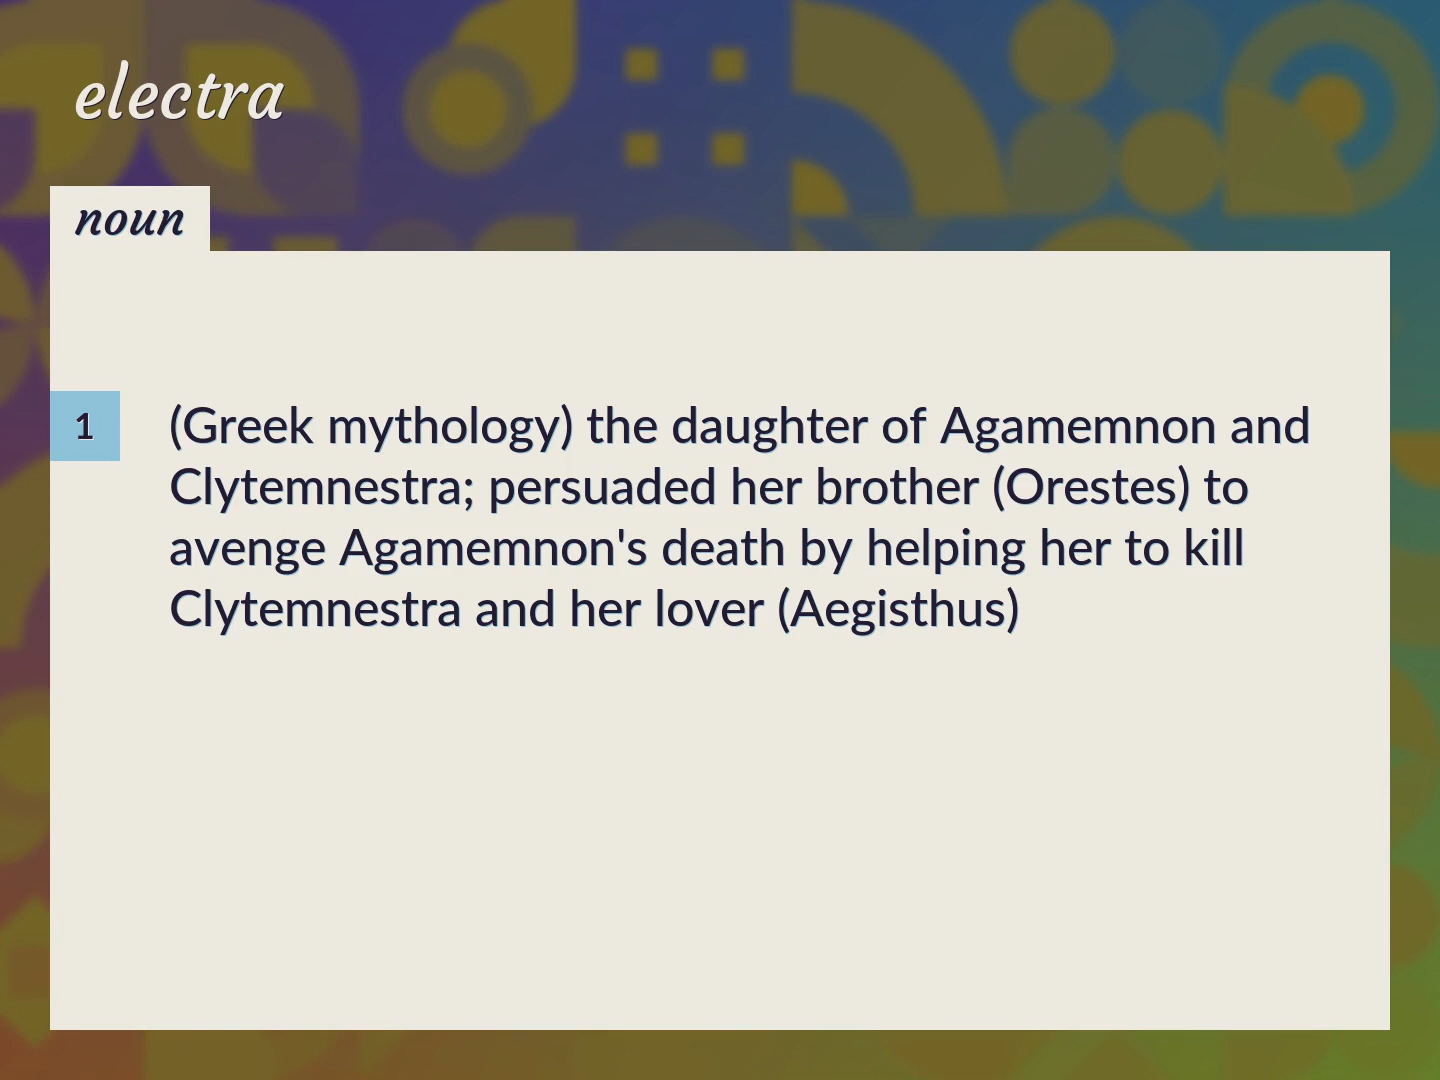 electra
noun
1
(Greek mythology) the daughter of Agamemnon and
Clytemnestra; persuaded her brother (Orestes) to
avenge Agamemnon's death by helping her to kill
Clytemnestra and her lover (Aegisthus)